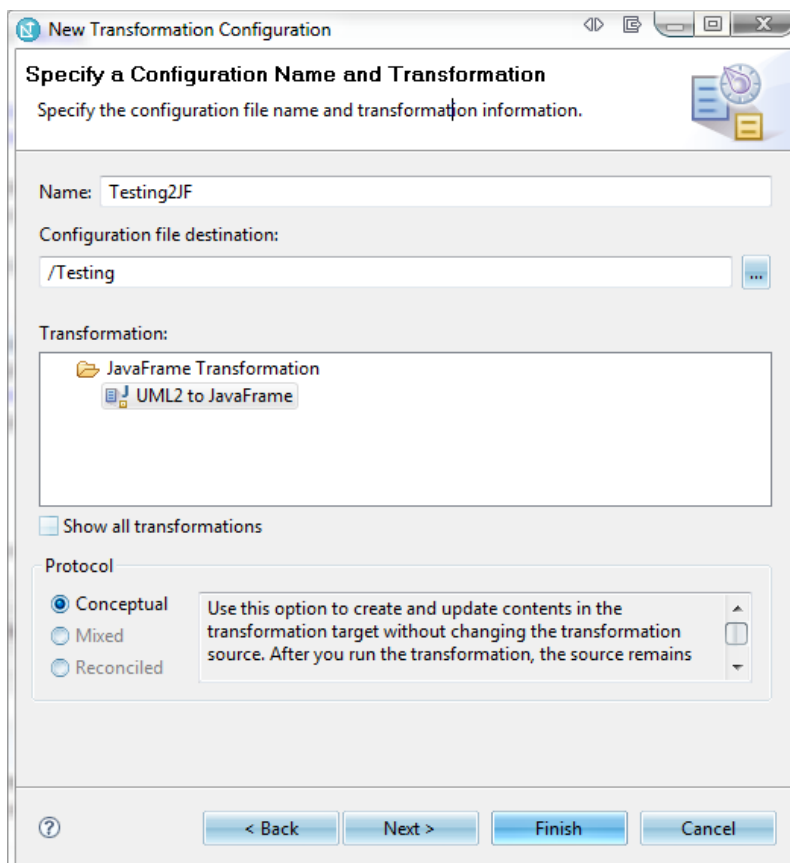 New Transformation Configuration
Specify a Configuration Name and Transformation
Specify the configuration file name and transformation information.
Name: Testing2JF
Configuration file destination:
/Testing
...
Transformation:
JavaFrame Transformation
UML2 to JavaFrame
Show all transformations
Protocol
Conceptual
Mixed
Reconciled
Use this option to create and update contents in the
transformation target without changing the transformation
source. After you run the transformation, the source remains
? < Back Next > Finish Cancel